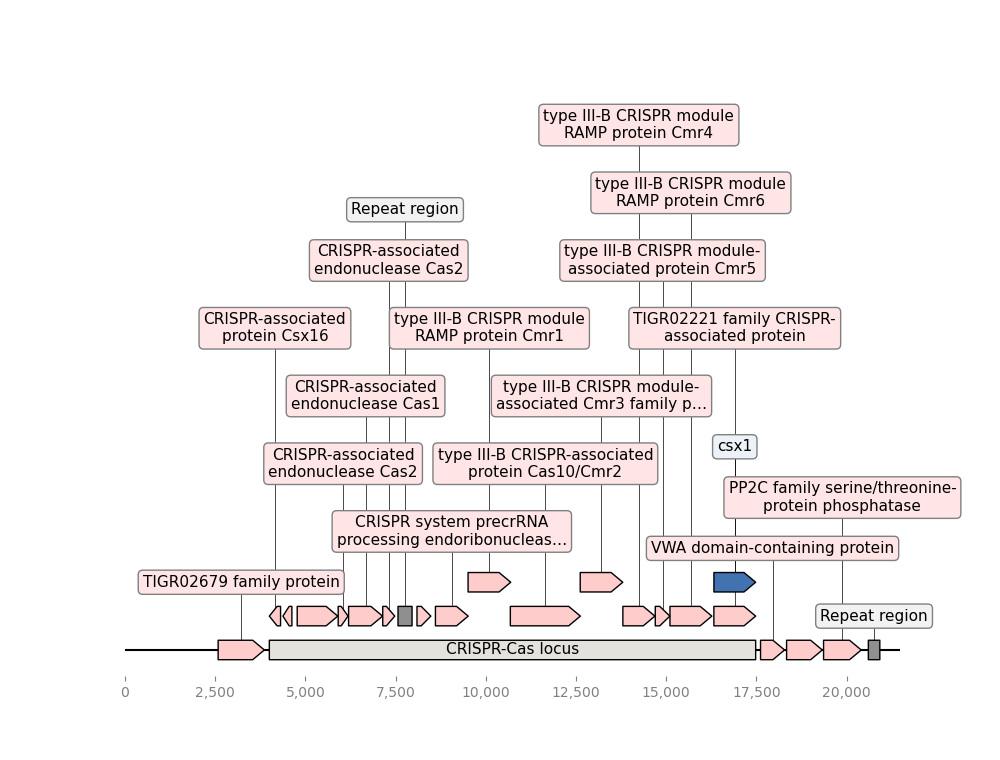 type III-B CRISPR module
RAMP protein Cmr4
type III-B CRISPR module
RAMP protein Cmr6
Repeat region
CRISPR-associated
endonuclease Cas2
type III-B CRISPR module-
associated protein Cmr5
CRISPR-associated
protein Csx16
type III-B CRISPR module
RAMP protein Cmr1
TIGR02221 family CRISPR-
associated protein
CRISPR-associated
endonuclease Cas1
type III-B CRISPR module-
associated Cmr3 family p...
csx1
CRISPR-associated
endonuclease Cas2
type III-B CRISPR-associated
protein Cas10/Cmr2
PP2C family serine/threonine-
protein phosphatase
CRISPR system precrRNA
processing endoribonucleas...
VWA domain-containing protein
TIGR02679 family protein
Repeat region
CRISPR-Cas locus
0 2,500 5,000 7,500 10,000 12,500 15,000 17,500 20,000